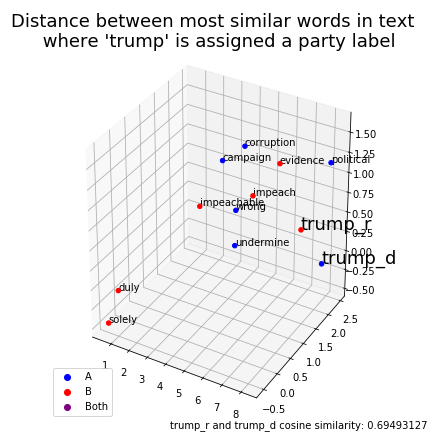 Distance between most similar words in text
where 'trump' is assigned a party label
corruption
campaign
evidence
political
impeach
impeachable
wrong
trump_r
undermine
trump_d
duly
solely
1.50
1.25
1.00
0.75
0.50
0.25
0.00
−0.25
−0.50
2.5
2.0
1.5
1.0
0.5
0.0
−0.5
1
2
3
4
5
6
7
8
A
B
Both
trump_r and trump_d cosine similarity: 0.69493127